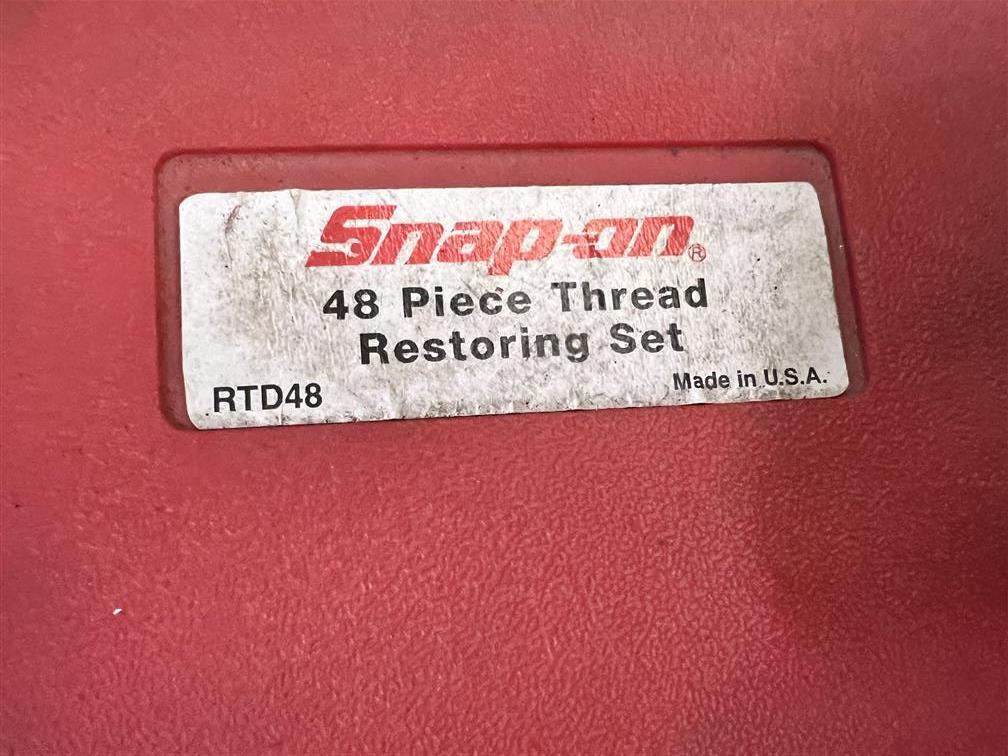 Snap-on®
48 Piece Thread
Restoring Set
RTD48
Made in U.S.A.